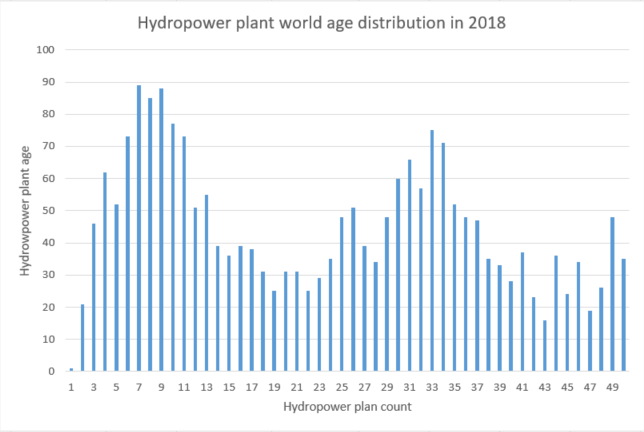 Hydropower plant world age distribution in 2018
100
90
80
70
60
50
40
30
20
10
0
Hydrowpower plant age
1 3 5 7 9 11 13 15 17 19 21 23 25 27 29 31 33 35 37 39 41 43 45 47 49
Hydropower plan count